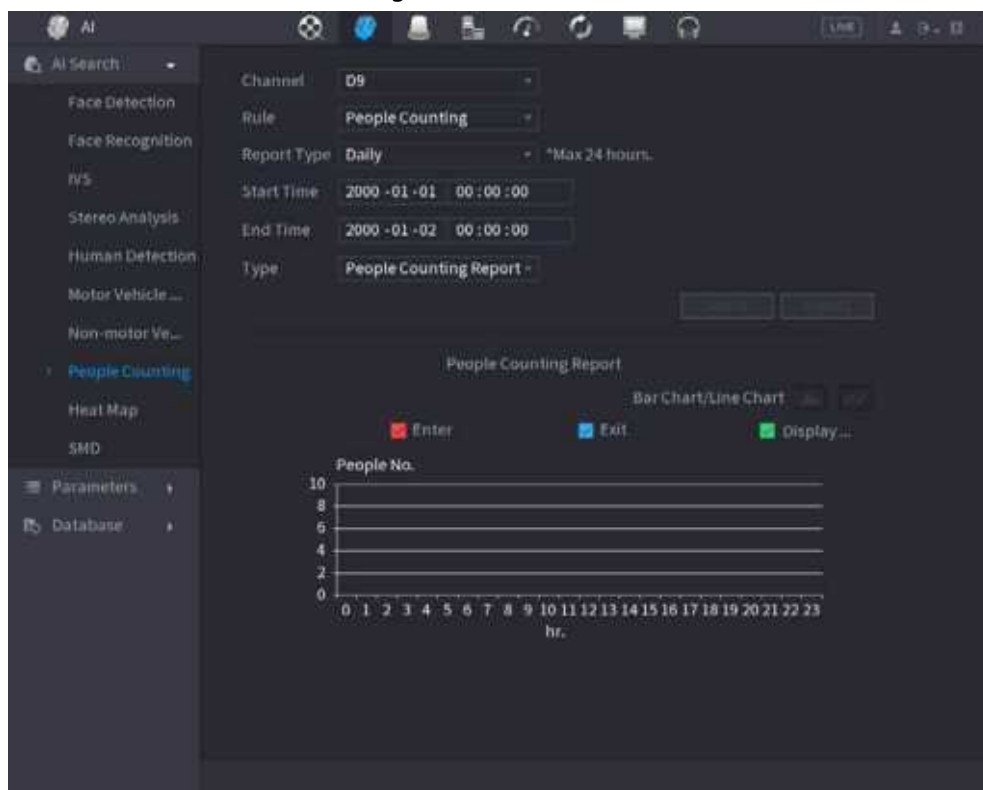 AI
LIVE
AI Search
Face Detection
Face Recognition
IVS
Stereo Analysis
Human Detection
Motor Vehicle ...
Non-motor Ve...
People Counting
Heat Map
SMD
Parameters
Database
Channel D9
Rule People Counting
Report Type Daily *Max 24 hours.
Start Time 2000 -01 -01 00 : 00 : 00
End Time 2000 -01 -02 00 : 00 : 00
Type People Counting Report
People Counting Report
Bar Chart/Line Chart
Enter Exit Display...
People No.
10
8
6
4
2
0
0 1 2 3 4 5 6 7 8 9 10 11 12 13 14 15 16 17 18 19 20 21 22 23
hr.